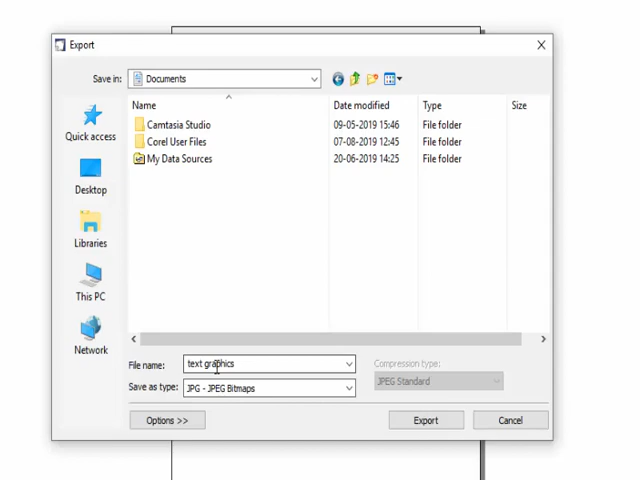 Export
Save in: Documents
Name Date modified Type Size
Camtasia Studio 09-05-2019 15:46 File folder
Corel User Files 07-08-2019 12:45 File folder
My Data Sources 20-06-2019 14:25 File folder
Quick access
Desktop
Libraries
This PC
Network
File name: text graphics
Compression type:
Save as type: JPG - JPEG Bitmaps
JPEG Standard
Options >> Export Cancel